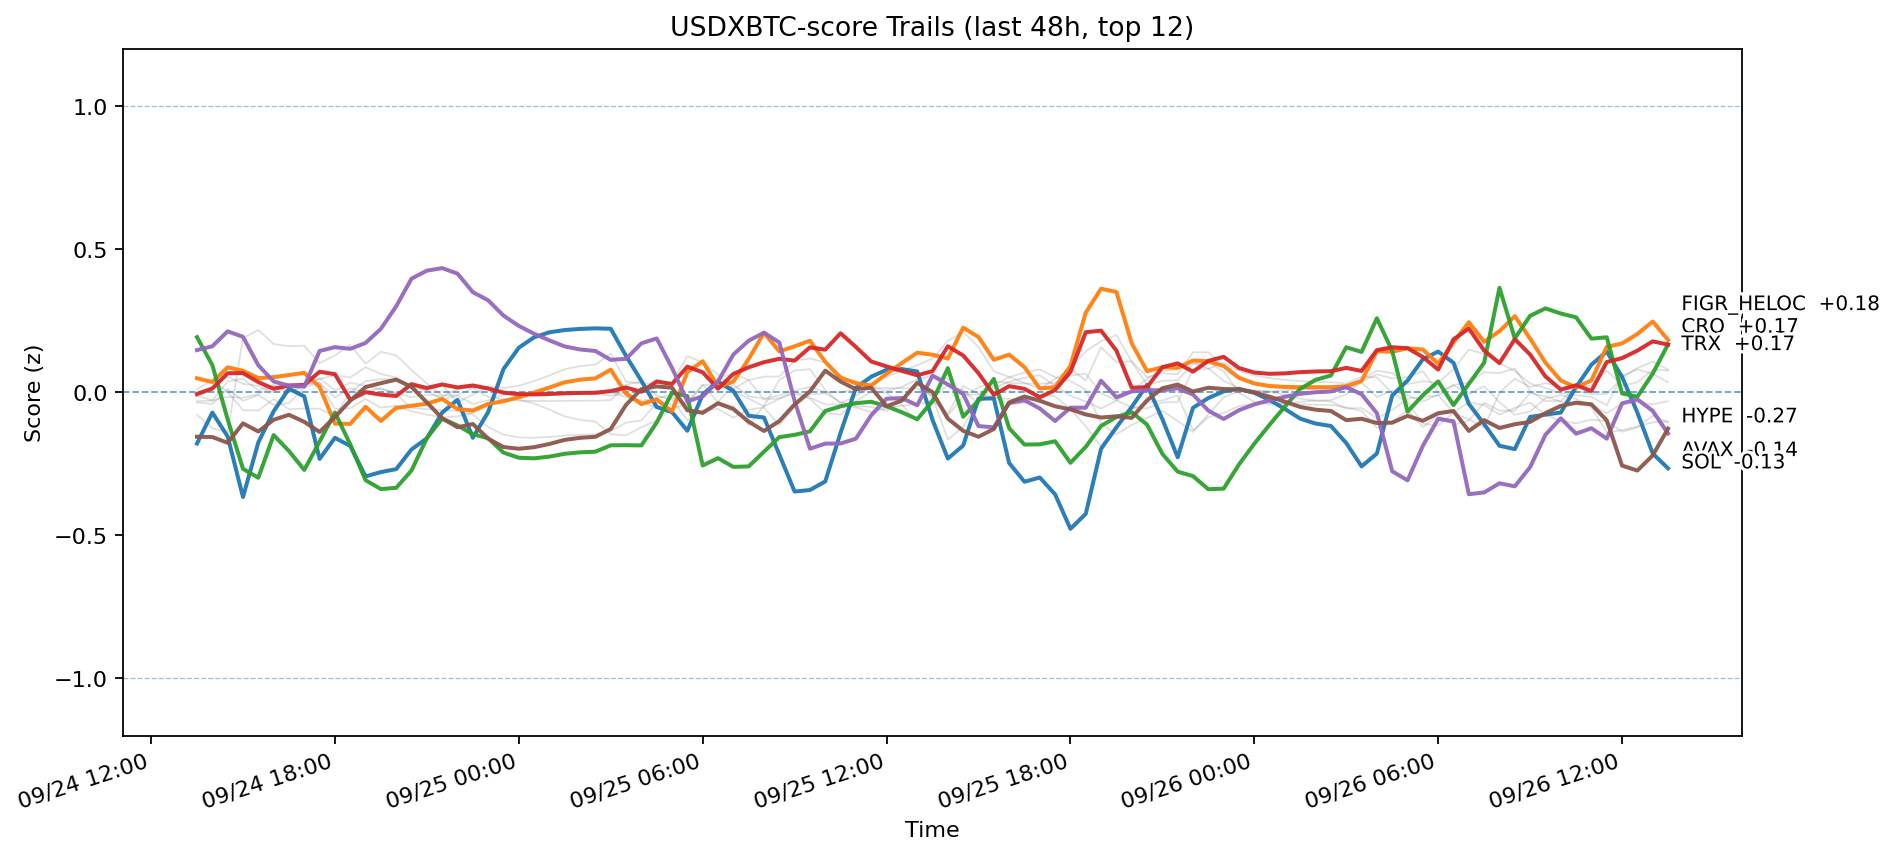 USDXBTC-score Trails (last 48h, top 12)
Score (z)
1.0
0.5
0.0
−0.5
−1.0
FIGR_HELOC +0.18
CRO +0.17
TRX +0.17
HYPE -0.27
AVAX -0.14
SOL -0.13
09/24 12:00
09/24 18:00
09/25 00:00
09/25 06:00
09/25 12:00
09/25 18:00
09/26 00:00
09/26 06:00
09/26 12:00
Time